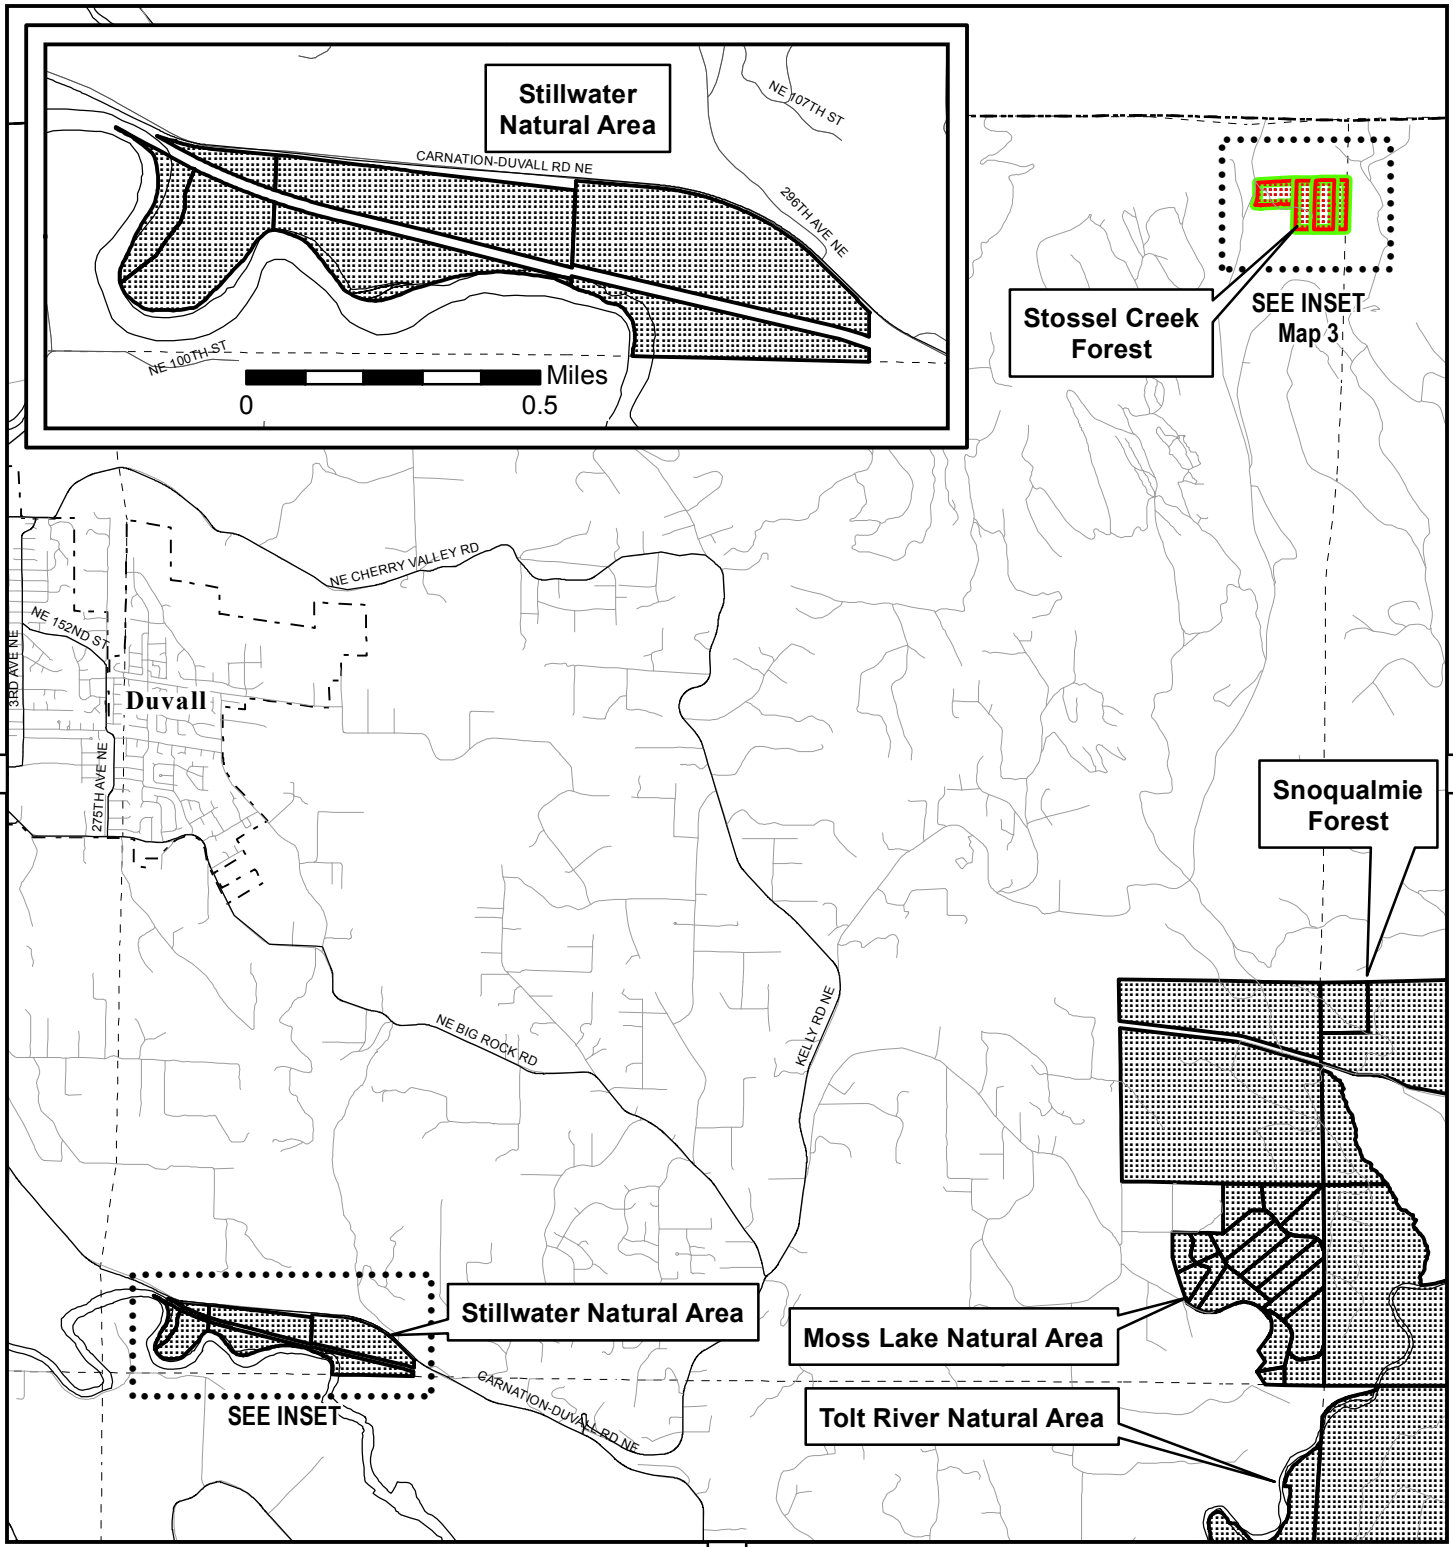 Stillwater
Natural Area
NE 107TH ST
CARNATION-DUVALL RD NE
296TH AVE NE
NE 100TH ST
Miles
0
0.5
Stossel Creek
Forest
SEE INSET
Map 3
NE CHERRY VALLEY RD
NE 152ND ST
3RD AVE NE
Duvall
275TH AVE NE
Snoqualmie
Forest
NE BIG ROCK RD
KELLY RD NE
Stillwater Natural Area
Moss Lake Natural Area
CARNATION-DUVALL RD NE
SEE INSET
Tolt River Natural Area